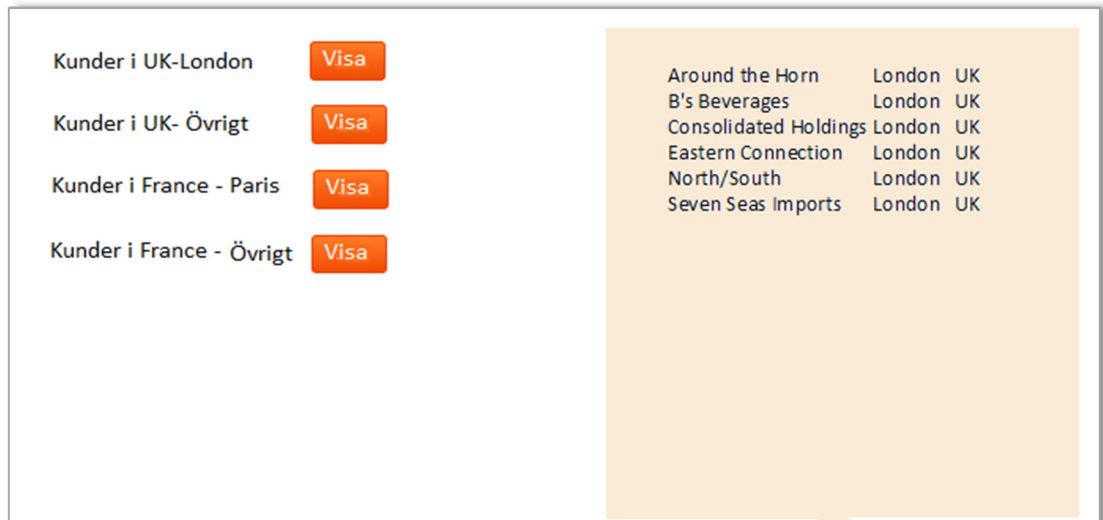 Kunder i UK-London Visa
Kunder i UK- Övrigt Visa
Kunder i France - Paris Visa
Kunder i France - Övrigt Visa
Around the Horn London UK
B's Beverages London UK
Consolidated Holdings London UK
Eastern Connection London UK
North/South London UK
Seven Seas Imports London UK